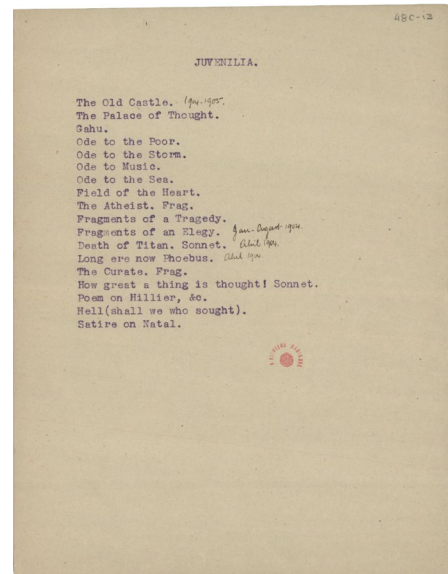 48C-13
JUVENILIA.
The Old Castle. 1904-1905.
The Palace of Thought.
Gahu.
Ode to the Poor.
Ode to the Storm.
Ode to Music.
Ode to the Sea.
Field of the Heart.
The Atheist. Frag.
Fragments of a Tragedy.
Fragments of an Elegy. Jan-August-1904.
Death of Titan. Sonnet. Abril 1904.
Long ere now Phoebus. Abril 1904.
The Curate. Frag.
How great a thing is thought! Sonnet.
Poem on Hillier, &c.
Hell(shall we who sought).
Satire on Natal.